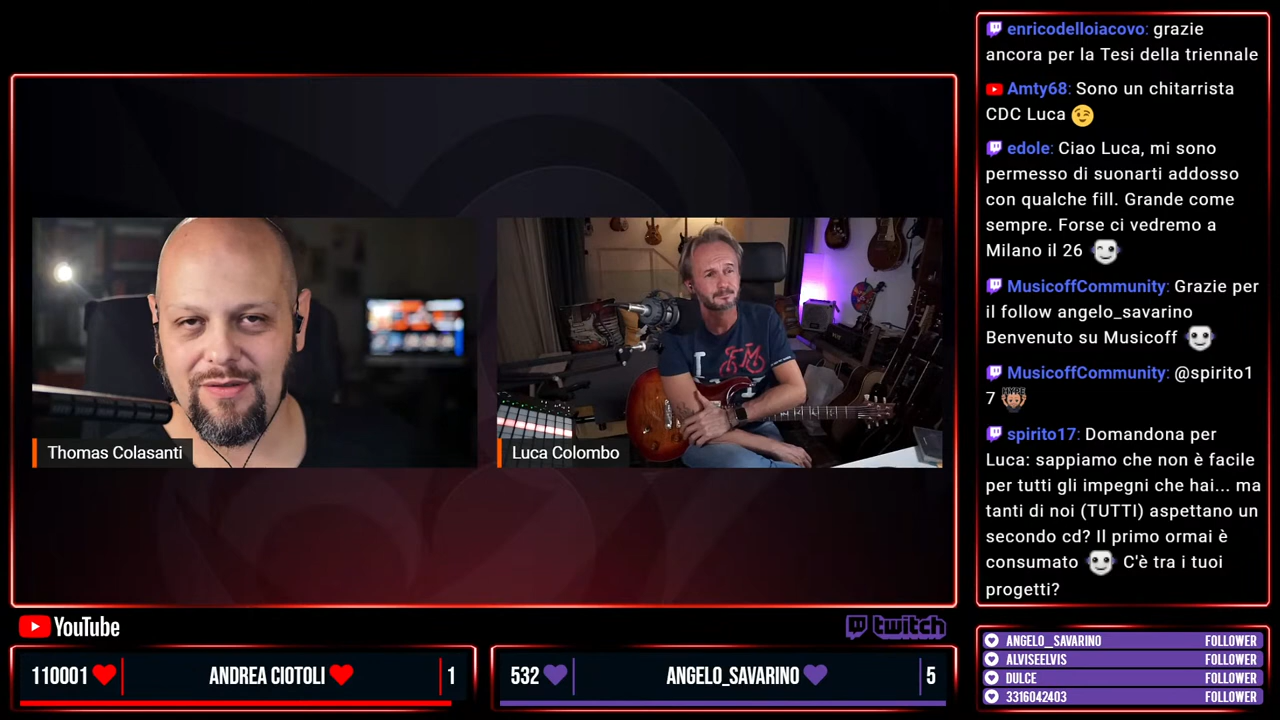 enricodelloiacovo: grazie
ancora per la Tesi della triennale
Amty68: Sono un chitarrista
CDC Luca 😉
edole: Ciao Luca, mi sono
permesso di suonarti addosso
con qualche fill. Grande come
sempre. Forse ci vedremo a
Milano il 26
MusicoffCommunity: Grazie per
il follow angelo_savarino
Benvenuto su Musicoff
MusicoffCommunity: @spirito1
7 HYPE
spirito17: Domandona per
Luca: sappiamo che non è facile
per tutti gli impegni che hai... ma
tanti di noi (TUTTI) aspettano un
secondo cd? Il primo ormai è
consumato C'è tra i tuoi
progetti?
Thomas Colasanti
Luca Colombo
I
YouTube
twitch
110001 ANDREA CIOTOLI 1
532 ANGELO_SAVARINO 5
ANGELO_SAVARINO FOLLOWER
ALVISEELVIS FOLLOWER
DULCE FOLLOWER
3316042403 FOLLOWER